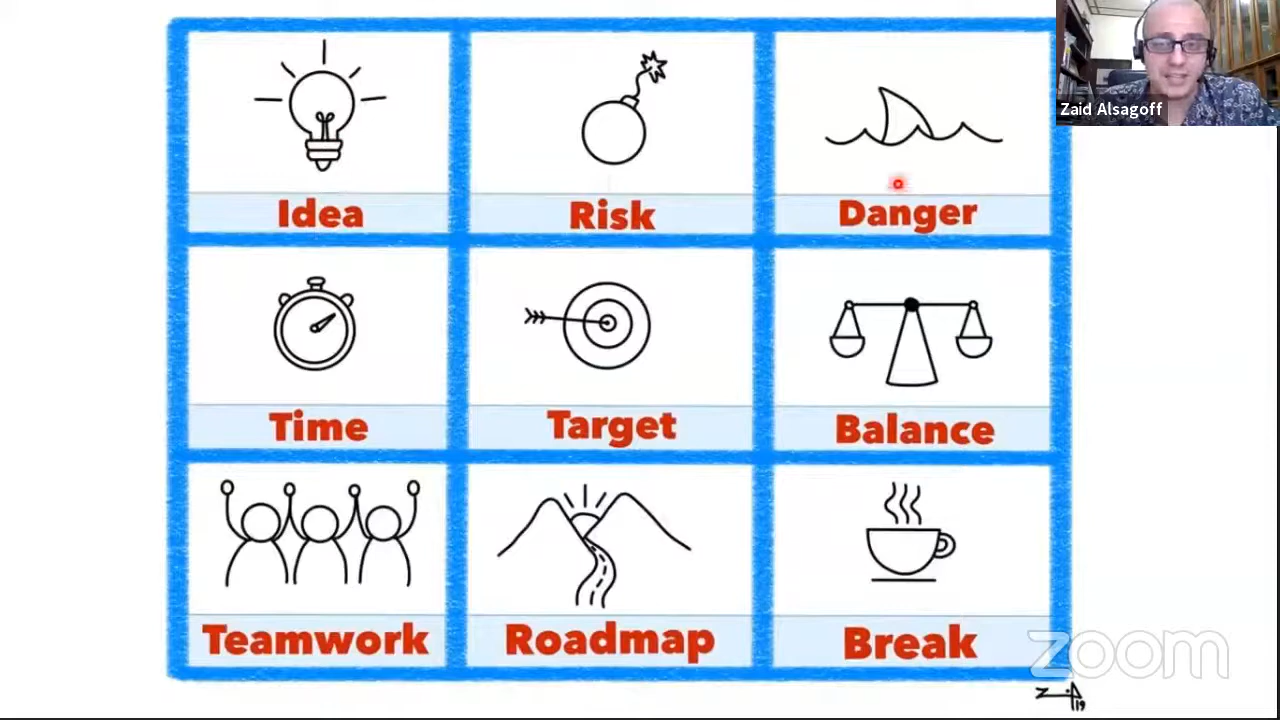 Zaid Alsagoff
Idea
Risk
Danger
Time
Target
Balance
Teamwork
Roadmap
Break
zoom